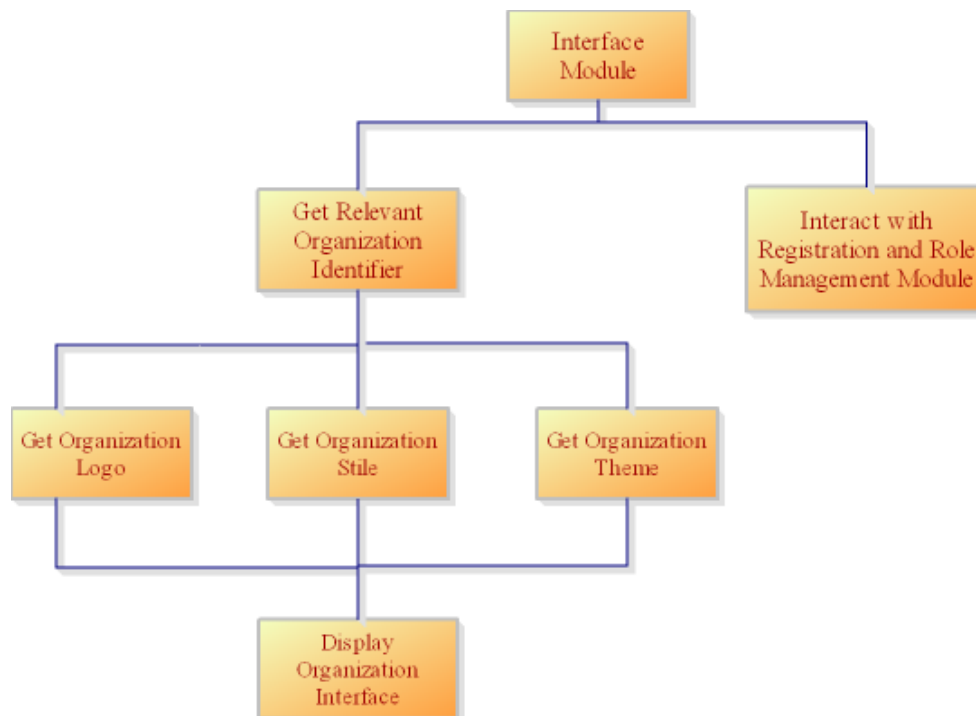 Interface
Module
Get Relevant
Organization
Identifier
Interact with
Registration and Role
Management Module
Get Organization
Logo
Get Organization
Stile
Get Organization
Theme
Display
Organization
Interface